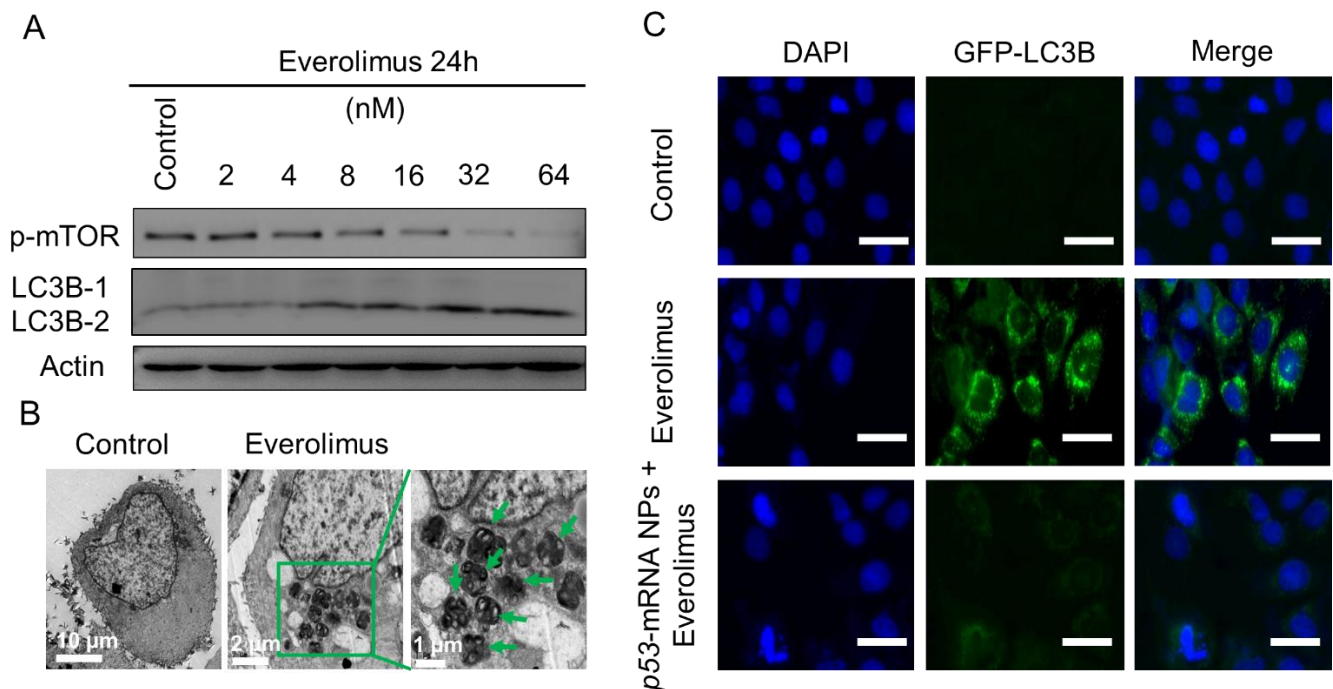 A
Everolimus 24h
(nM)
Control 2 4 8 16 32 64
p-mTOR
LC3B-1
LC3B-2
Actin
B
Control Everolimus
10 µm 2 µm 1 µm
C
DAPI GFP-LC3B Merge
Control
Everolimus
p53-mRNA NPs +
Everolimus